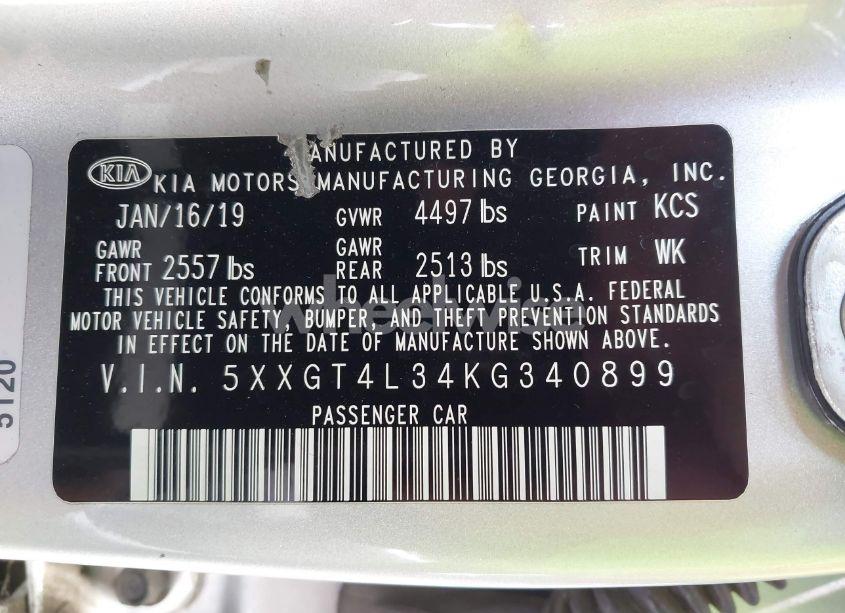 MANUFACTURED BY
KIA KIA MOTORS MANUFACTURING GEORGIA, INC.
JAN/16/19 GVWR 4497 lbs PAINT KCS
GAWR FRONT 2557 lbs GAWR REAR 2513 lbs TRIM WK
THIS VEHICLE CONFORMS TO ALL APPLICABLE U.S.A. FEDERAL
MOTOR VEHICLE SAFETY, BUMPER, AND THEFT PREVENTION STANDARDS
IN EFFECT ON THE DATE OF MANUFACTURE SHOWN ABOVE.
V.I.N. 5XXGT4L34KG340899
PASSENGER CAR
5120
wheelwise